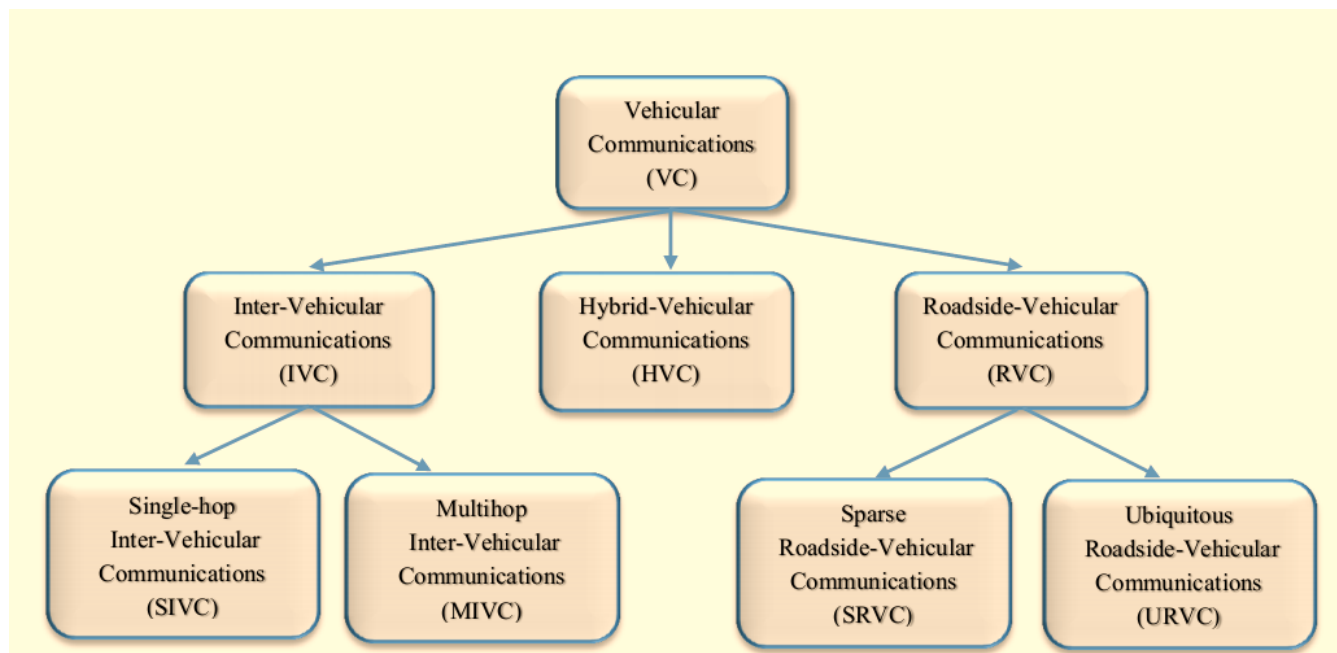 Vehicular
Communications
(VC)
Inter-Vehicular
Communications
(IVC)
Hybrid-Vehicular
Communications
(HVC)
Roadside-Vehicular
Communications
(RVC)
Single-hop
Inter-Vehicular
Communications
(SIVC)
Multihop
Inter-Vehicular
Communications
(MIVC)
Sparse
Roadside-Vehicular
Communications
(SRVC)
Ubiquitous
Roadside-Vehicular
Communications
(URVC)